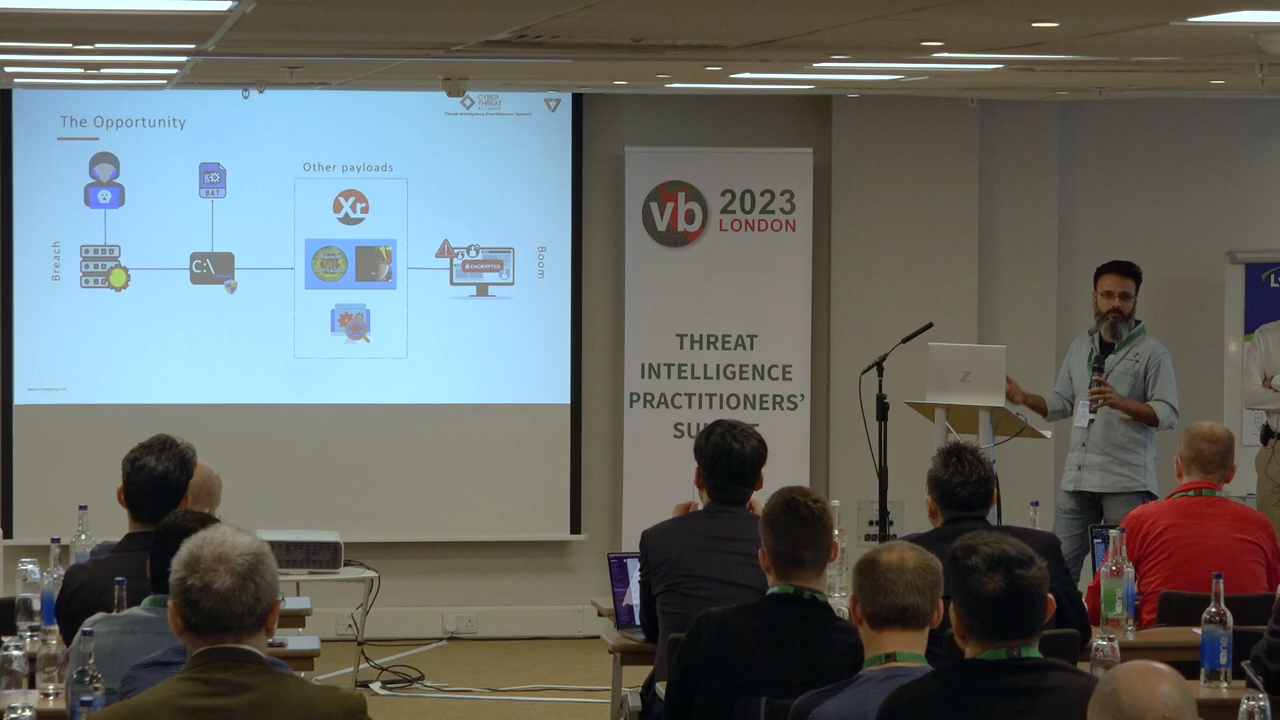 The Opportunity
CYBER
THREAT
ALLIANCE
Threat Intelligence Practitioners' Summit
Other payloads
BAT
Xr
Breach
C:\
ENCRYPTED
Boom
vb
2023
LONDON
THREAT
INTELLIGENCE
PRACTITIONERS'
Z